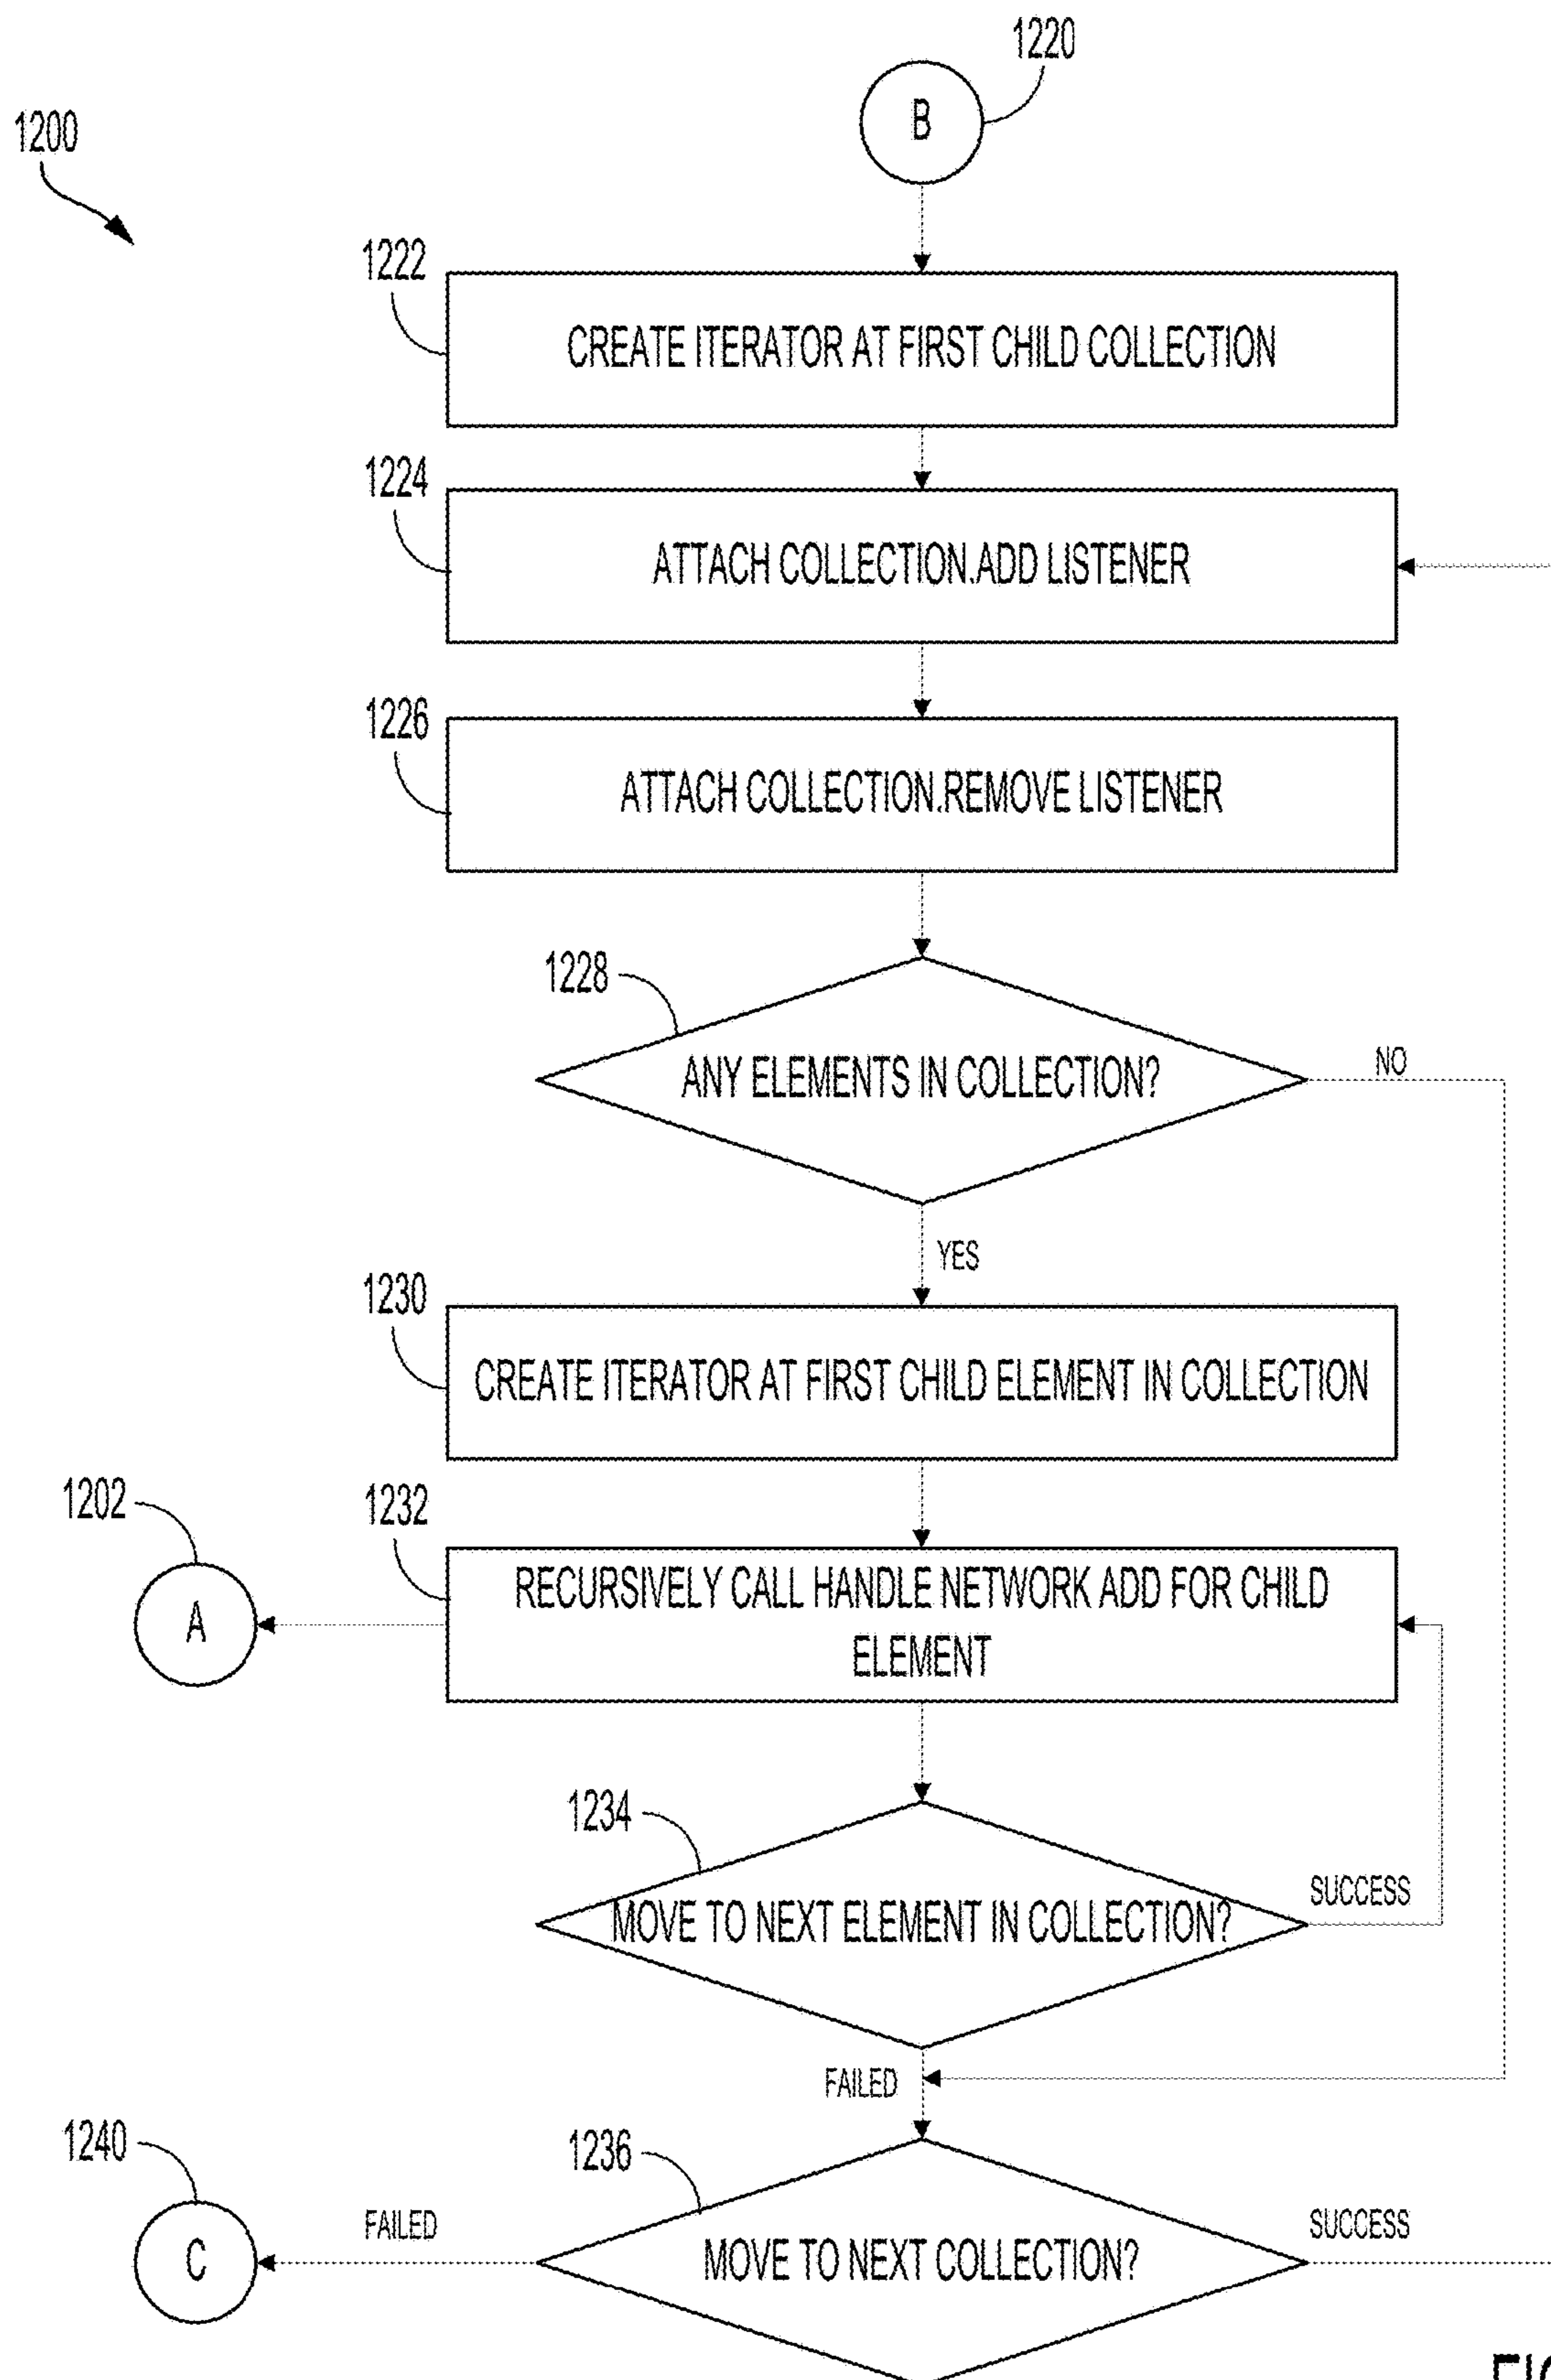 1220
B
1200
1222
CREATE ITERATOR AT FIRST CHILD COLLECTION
1224
ATTACH COLLECTION.ADD LISTENER
1226
ATTACH COLLECTION.REMOVE LISTENER
1228
ANY ELEMENTS IN COLLECTION?
NO
YES
1230
CREATE ITERATOR AT FIRST CHILD ELEMENT IN COLLECTION
1202
A
1232
RECURSIVELY CALL HANDLE NETWORK ADD FOR CHILD
ELEMENT
1234
MOVE TO NEXT ELEMENT IN COLLECTION?
SUCCESS
FAILED
1240
C
1236
FAILED
MOVE TO NEXT COLLECTION?
SUCCESS